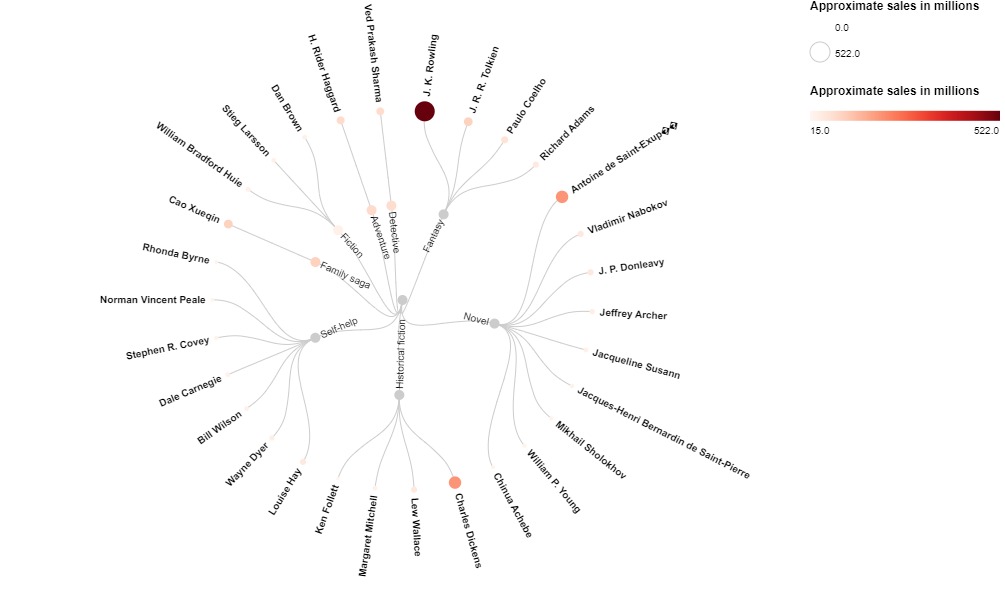 Approximate sales in millions
0.0
522.0
Approximate sales in millions
15.0
522.0
Ved Prakash Sharma
H. Rider Haggard
J. K. Rowling
J. R. R. Tolkien
Paulo Coelho
Richard Adams
Dan Brown
Stieg Larsson
William Bradford Huie
Cao Xueqin
Rhonda Byrne
Norman Vincent Peale
Stephen R. Covey
Dale Carnegie
Bill Wilson
Wayne Dyer
Louise Hay
Ken Follett
Margaret Mitchell
Lew Wallace
Charles Dickens
Chinua Achebe
William P. Young
Mikhail Sholokhov
Jacques-Henri Bernardin de Saint-Pierre
Jacqueline Susann
Jeffrey Archer
J. P. Donleavy
Vladimir Nabokov
Antoine de Saint-Exup��
Fantasy
Detective
Adventure
Fiction
Family saga
Self-help
Historical fiction
Novel